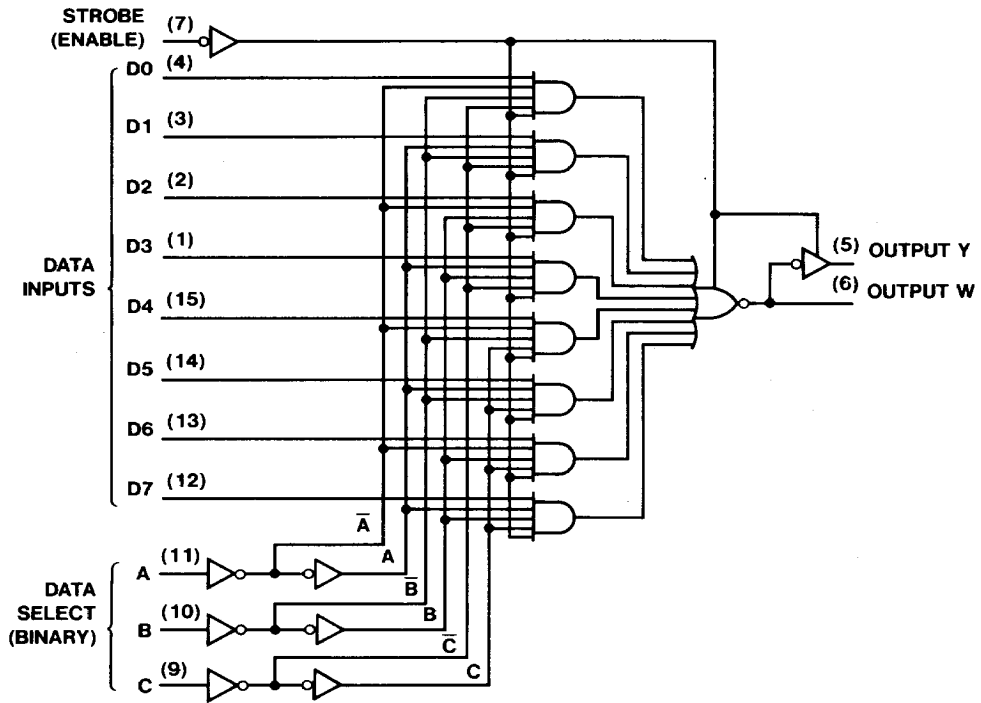 STROBE (7)
(ENABLE)
D0 (4)
D1 (3)
D2 (2)
D3 (1)
DATA
INPUTS
D4 (15)
D5 (14)
D6 (13)
D7 (12)
(5) OUTPUT Y
(6) OUTPUT W
A̅
A
B̅
B
C̅
C
DATA
SELECT
(BINARY)
A (11)
B (10)
C (9)